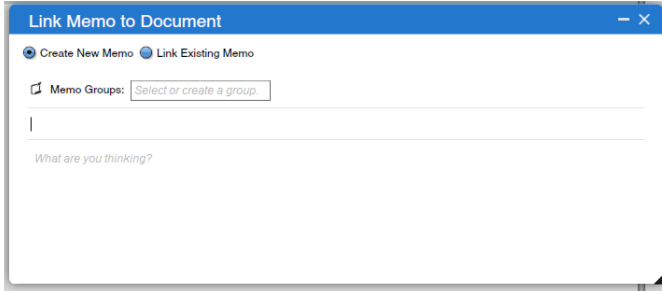 Link Memo to Document
Create New Memo Link Existing Memo
Memo Groups: Select or create a group.
What are you thinking?